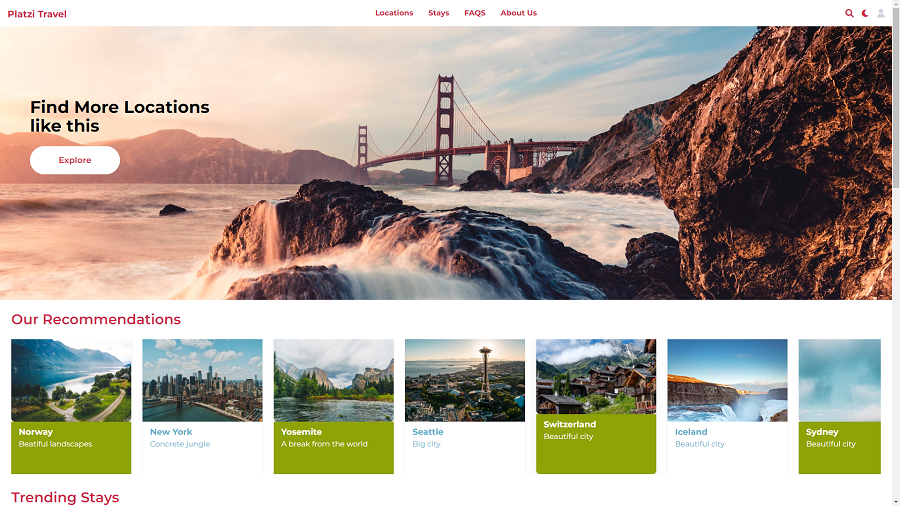 Platzi Travel
Locations
Stays
FAQS
About Us
Find More Locations
like this
Explore
Our Recommendations
Norway
Beatiful landscapes
New York
Concrete jungle
Yosemite
A break from the world
Seattle
Big city
Switzerland
Beautiful city
Iceland
Beautiful city
Sydney
Beautiful city
Trending Stays